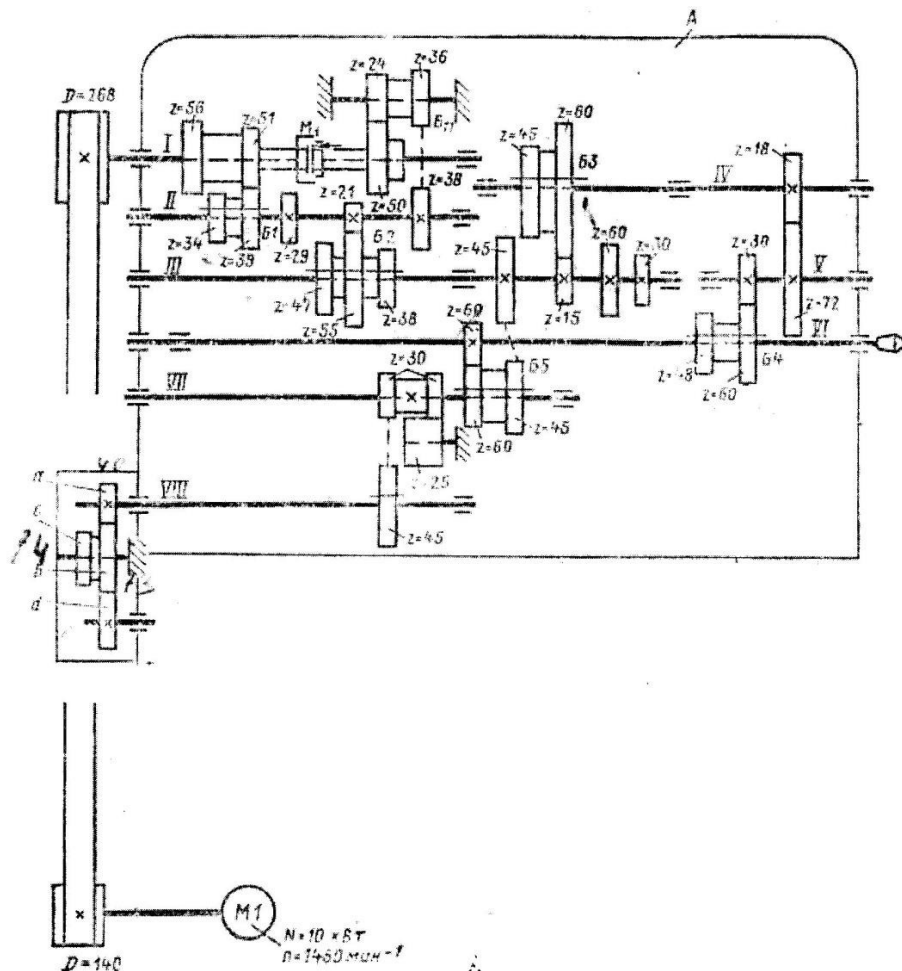 A
z=36
z=24
D=268
z=56
z=51
M1
z=60
z=45
Б3
z=18
I
II
z=21
z=50
z=38
IV
z=34
z=39
Б1
z=29
Б2
z=45
z=60
z=30
z=30
V
III
z=47
z=55
z=38
z=15
z=72
z=60
VI
z=30
Б5
z=48
z=60
Б4
VII
z=60
z=45
z=25
a
VIII
c
z=45
b
d
M1
N=10 кВт
n=1460 мин⁻¹
D=140